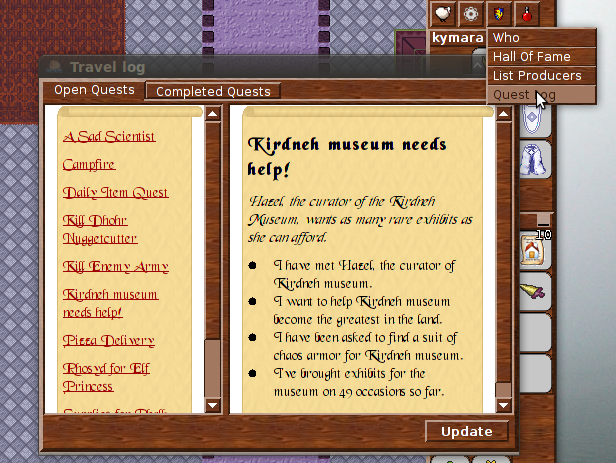 kymara
Who
Hall Of Fame
List Producers
Quest Log
Travel log
Open Quests
Completed Quests
A Sad Scientist
Campfire
Daily Item Quest
Kill Dhohr
Nuggetcutter
Kill Enemy Army
Kirdneh museum
needs help!
Pizza Delivery
Rhosyd for Elf
Princess
Kirdneh museum needs
help!
Hazel, the curator of the Kirdneh
Museum, wants as many rare exhibits as
she can afford.
I have met Hazel, the curator of
Kirdneh museum.
I want to help Kirdneh museum
become the greatest in the land.
I have been asked to find a suit of
chaos armor for Kirdneh museum.
I've brought exhibits for the
museum on 49 occasions so far.
Update
10